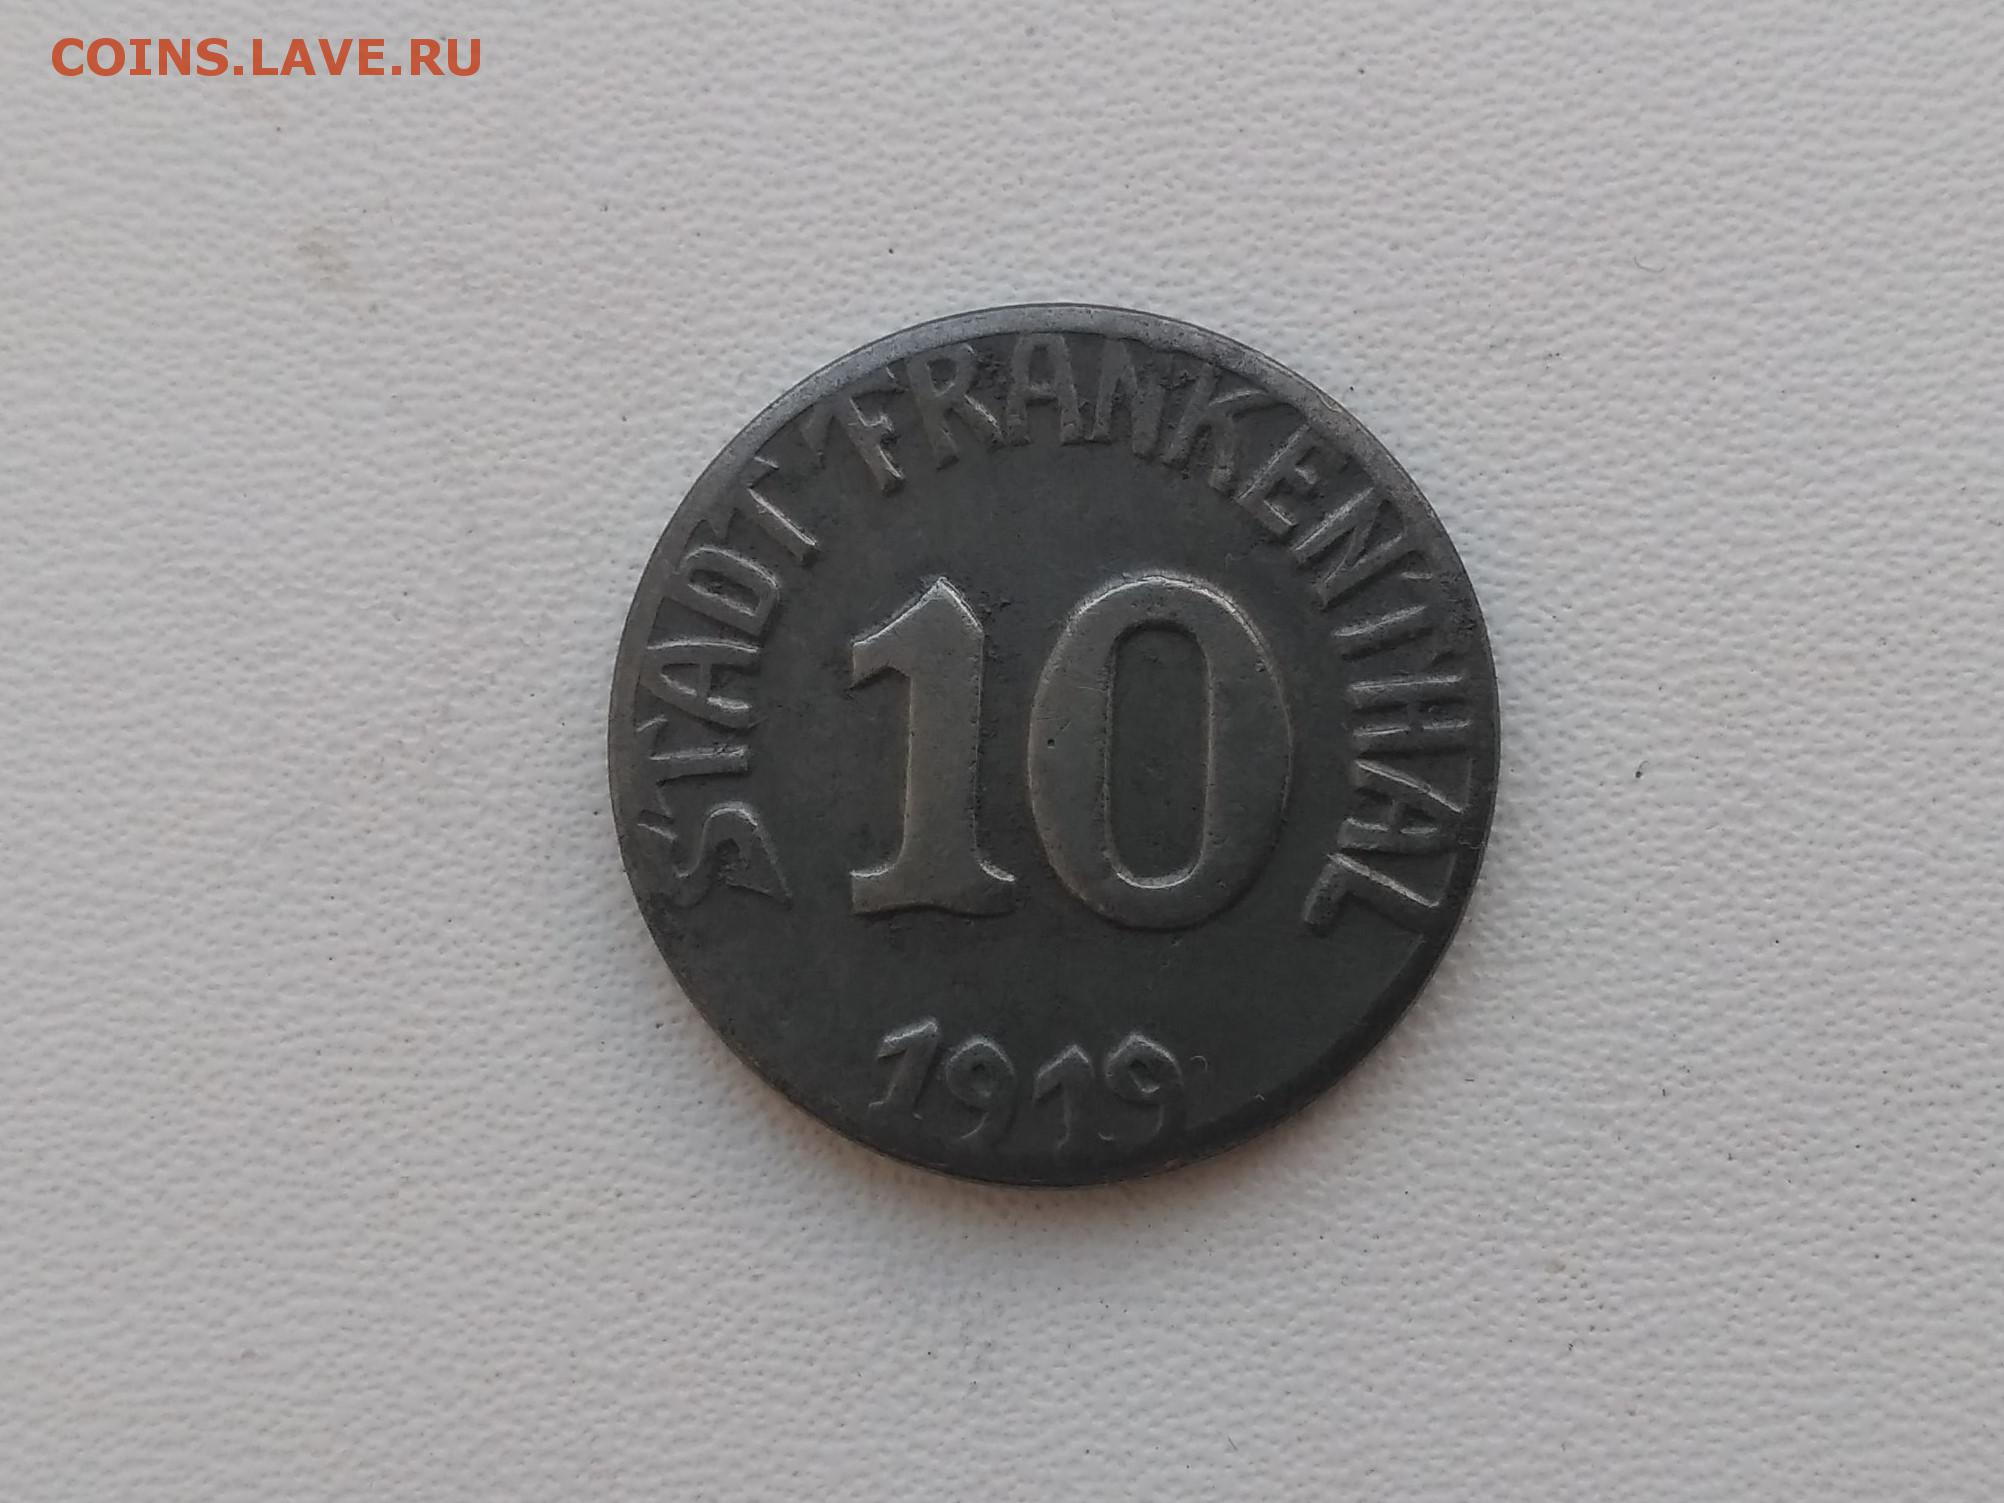 COINS.LAVE.RU
STADT FRANKENTHAL
10
1919